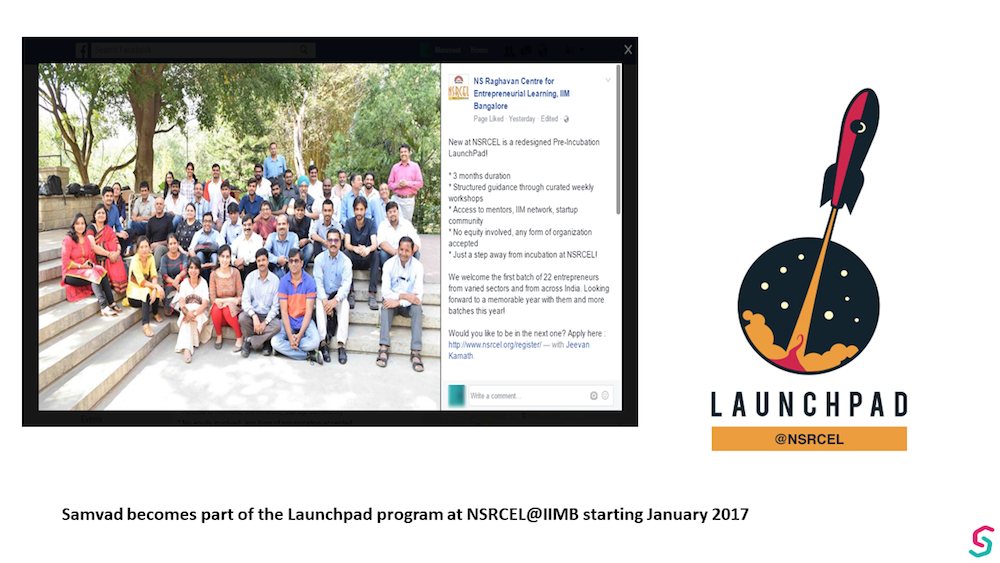 NSRCEL
NS Raghavan Centre for
Entrepreneurial Learning, IIM
Bangalore
Page Liked · Yesterday · Edited ·
New at NSRCEL is a redesigned Pre-Incubation
LaunchPad!
* 3 months duration
* Structured guidance through curated weekly
workshops
* Access to mentors, IIM network, startup
community
* No equity involved, any form of organization
accepted
* Just a step away from incubation at NSRCEL!
We welcome the first batch of 22 entrepreneurs
from varied sectors and from across India. Looking
forward to a memorable year with them and more
batches this year!
Would you like to be in the next one? Apply here :
http://www.nsrcel.org/register/ — with Jeevan
Kamath.
Write a comment...
LAUNCHPAD
@NSRCEL
Samvad becomes part of the Launchpad program at NSRCEL@IIMB starting January 2017